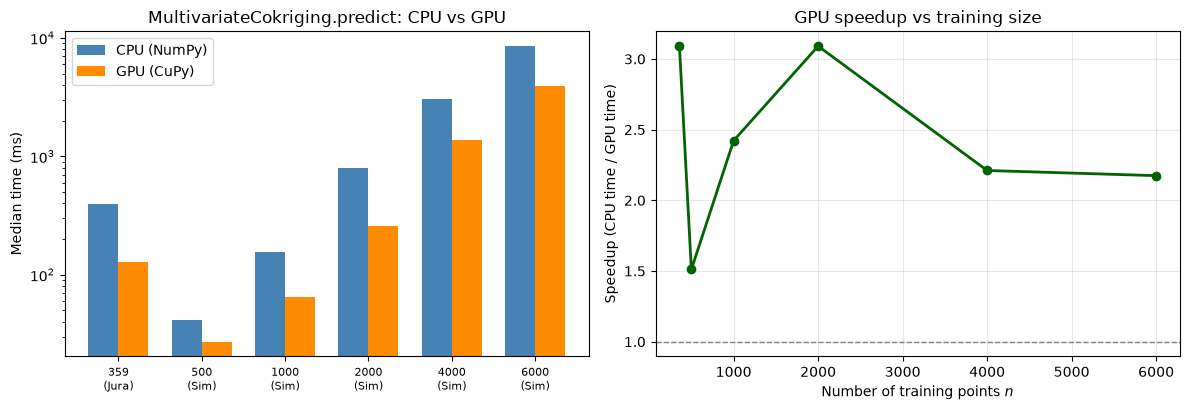 MultivariateCokriging.predict: CPU vs GPU
Median time (ms)
10^4
10^3
10^2
CPU (NumPy)
GPU (CuPy)
359 500 1000 2000 4000 6000
(Jura) (Sim) (Sim) (Sim) (Sim) (Sim)
GPU speedup vs training size
Speedup (CPU time / GPU time)
3.0
2.5
2.0
1.5
1.0
1000 2000 3000 4000 5000 6000
Number of training points n